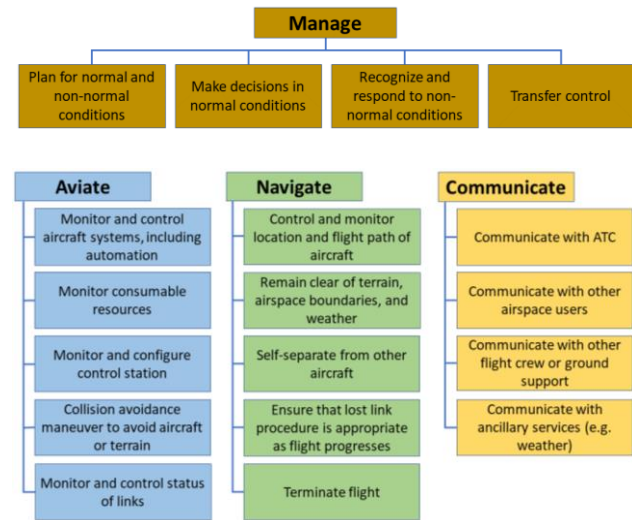 Manage
Plan for normal and
non-normal
conditions
Make decisions in
normal conditions
Recognize and
respond to non-
normal conditions
Transfer control
Aviate
Monitor and control
aircraft systems, including
automation
Monitor consumable
resources
Monitor and configure
control station
Collision avoidance
maneuver to avoid aircraft
or terrain
Monitor and control status
of links
Navigate
Control and monitor
location and flight path of
aircraft
Remain clear of terrain,
airspace boundaries, and
weather
Self-separate from other
aircraft
Ensure that lost link
procedure is appropriate
as flight progresses
Terminate flight
Communicate
Communicate with ATC
Communicate with other
airspace users
Communicate with other
flight crew or ground
support
Communicate with
ancillary services (e.g.
weather)